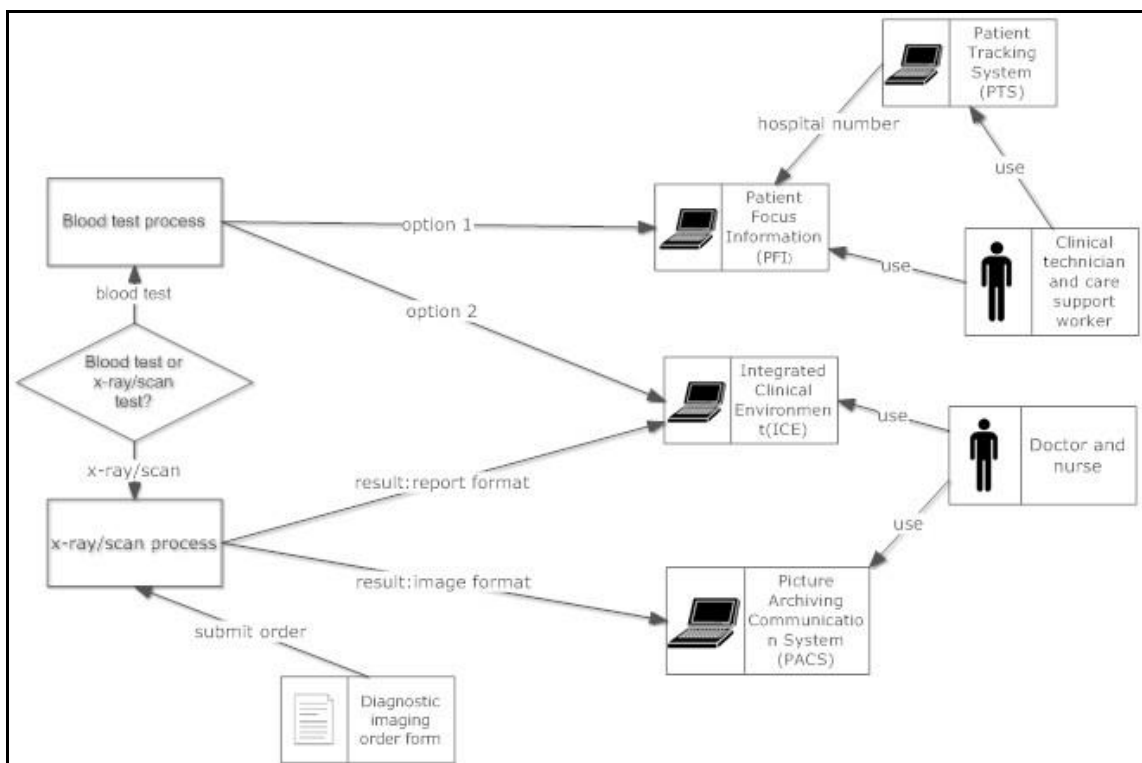 Patient
Tracking
System
(PTS)
hospital number
use
Blood test process
option 1
Patient
Focus
Information
(PFI)
use
Clinical
technician
and care
support
worker
blood test
option 2
Blood test or
x-ray/scan
test?
Integrated
Clinical
Environmen
t(ICE)
use
Doctor and
nurse
x-ray/scan
result:report format
x-ray/scan process
use
result:image format
Picture
Archiving
Communicatio
n System
(PACS)
submit order
Diagnostic
imaging
order form